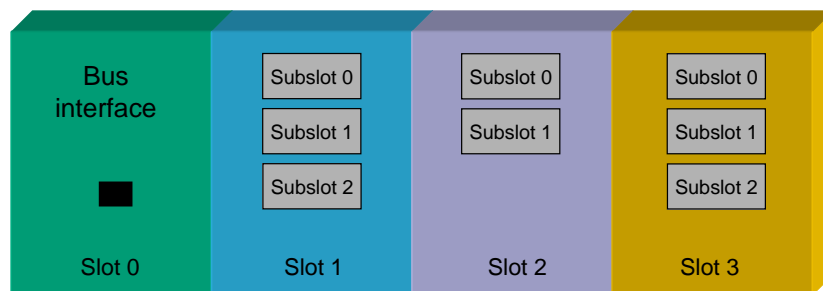 Bus
interface
Slot 0
Subslot 0
Subslot 1
Subslot 2
Slot 1
Subslot 0
Subslot 1
Slot 2
Subslot 0
Subslot 1
Subslot 2
Slot 3